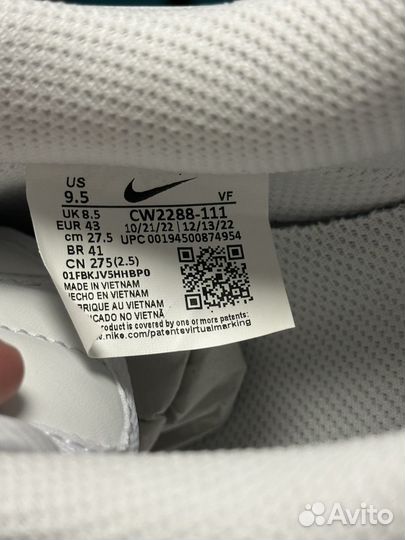 US
9.5 VF
UK 8.5 CW2288-111
EUR 43 10/21/22 12/13/22
cm 27.5 UPC 00194500874954
BR 41
CN 275(2.5)
01FBKJV5HHBP0
MADE IN VIETNAM
HECHO EN VIETNAM
FABRIQUE AU VIETNAM
FABRICADO NO VIETNÃ
product is covered by one or more patents.
www.nike.com/patentsvirtualmarking
Avito